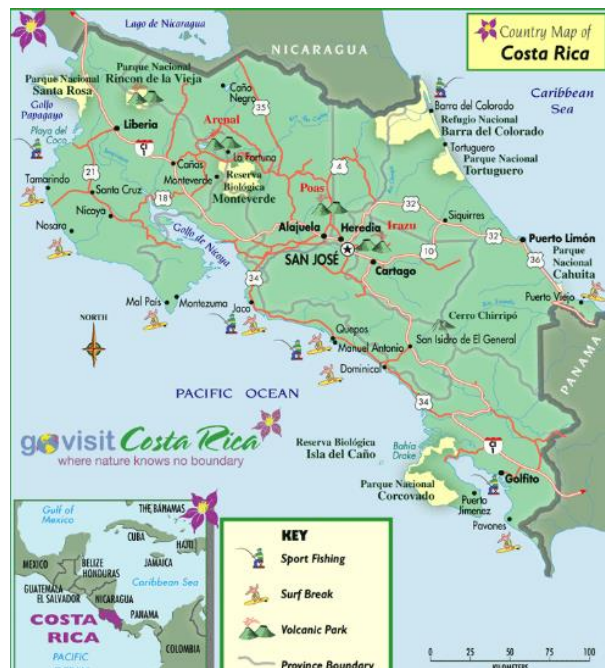 Lago de Nicaragua
NICARAGUA
Country Map of
Costa Rica
Parque Nacional
Santa Rosa
Parque Nacional
Rincon de la Vieja
Caño
Negro
35
Barra del Colorado
Refugio Nacional
Barra del Colorado
Caribbean
Sea
Golfo
Papagayo
Playa del
Coco
Liberia
CI
1
Arenal
La Fortuna
Tortuguero
Parque Nacional
Tortuguero
Tamarindo
21
Santa Cruz
Cañas
Monteverde
Reserva
Biológica
Monteverde
4
Poas
Nosara
Nicoya
18
Golfo de Nicoya
Alajuela
Heredia
Irazu
32
Siquirres
32
Puerto Limón
SAN JOSÉ
Cartago
10
36
Parque
Nacional
Cahuita
Puerto Viejo
34
Mal País
Montezuma
Jaco
Cerro Chirripó
NORTH
Quepos
Manuel Antonio
San Isidro de El General
Dominical
PANAMA
PACIFIC OCEAN
34
CI
1
govisit Costa Rica
where nature knows no boundary
Reserva Biológica
Isla del Caño
Bahía
Drake
Parque Nacional
Corcovado
Golfito
Puerto
Jimenez
Pavones
Gulf of
Mexico
THE BAHAMAS
CUBA
HAITI
MEXICO
BELIZE
HONDURAS
JAMAICA
Caribbean Sea
GUATEMALA
EL SALVADOR
NICARAGUA
COSTA
RICA
PANAMA
COLOMBIA
PACIFIC
KEY
Sport Fishing
Surf Break
Volcanic Park
Province Boundary
0 25 50 75 100
KILOMETERS